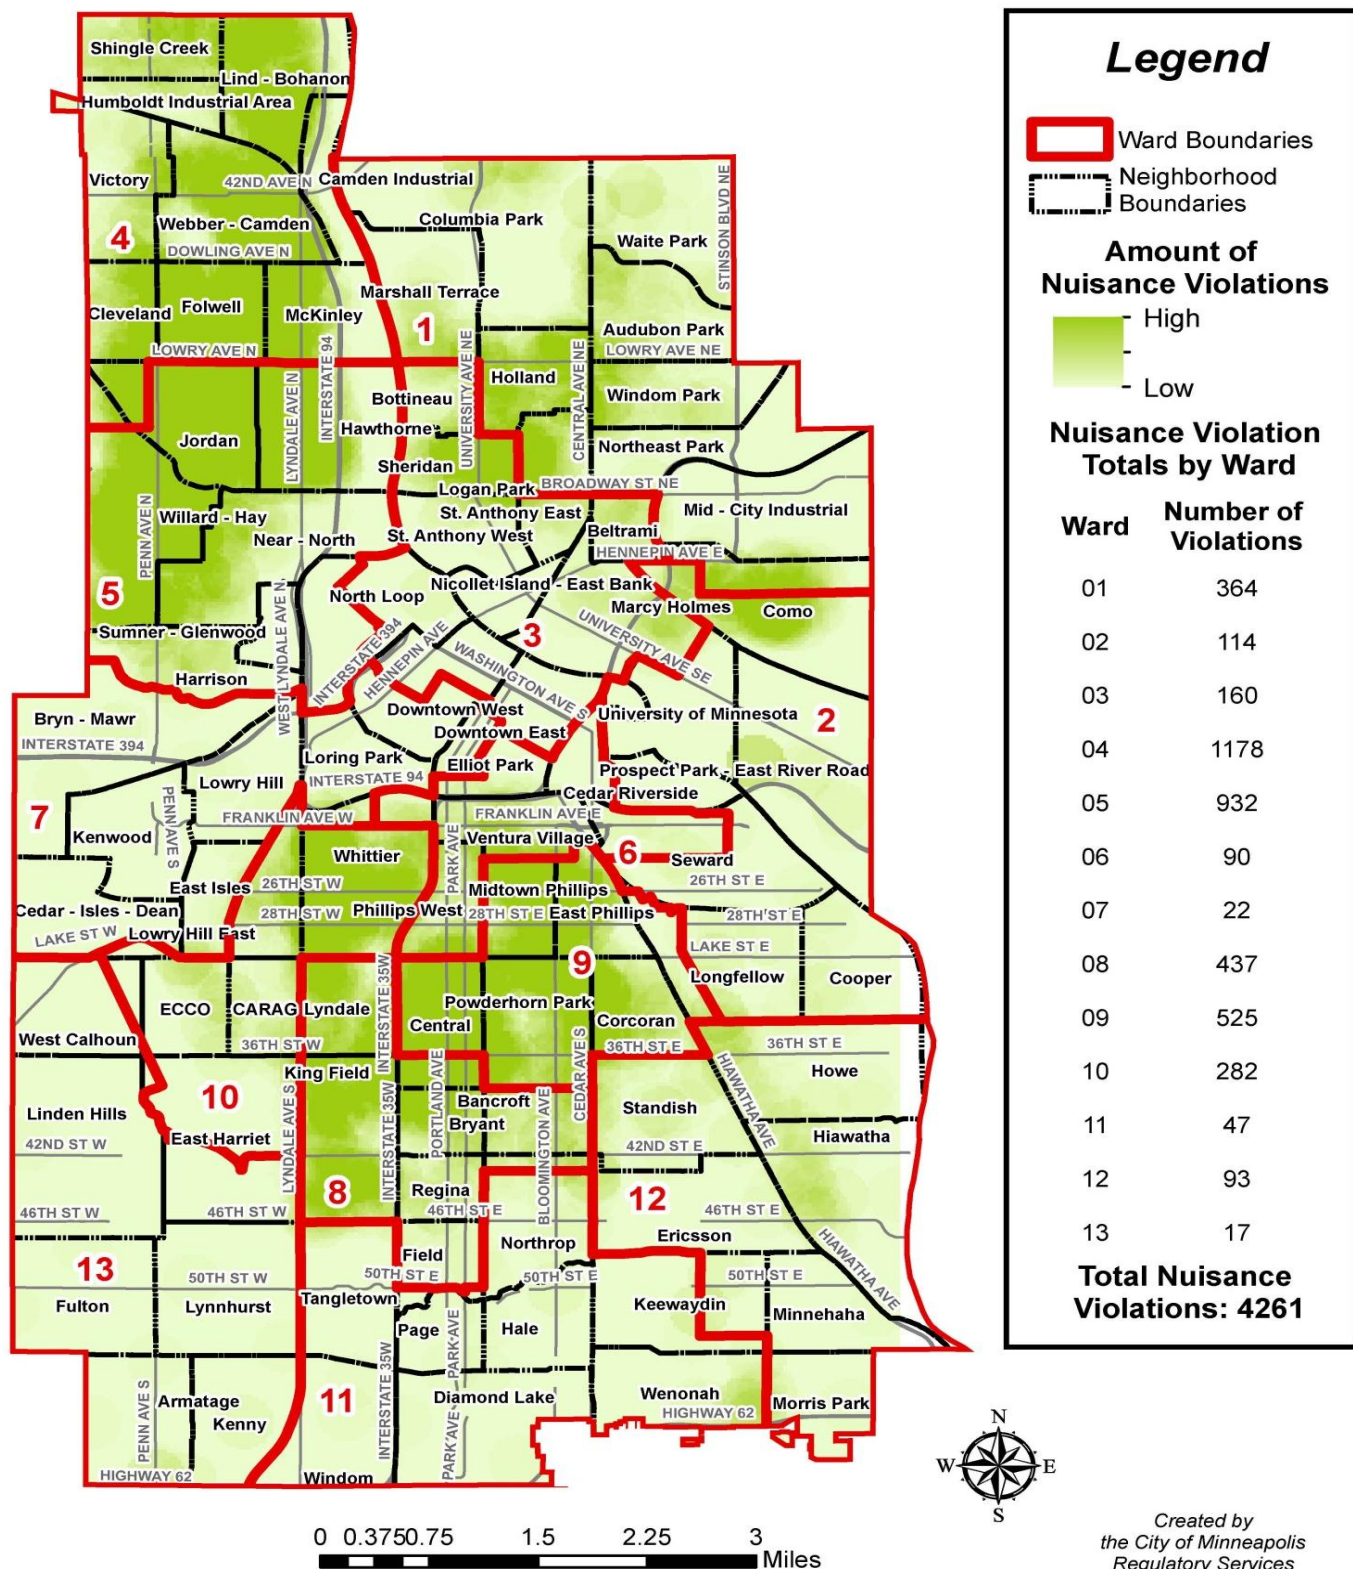 Shingle Creek
Lind - Bohanon
Humboldt Industrial Area
Victory
42ND AVE N
Camden Industrial
Webber - Camden
Columbia Park
4
DOWLING AVE N
Waite Park
STINSON BLVD NE
Marshall Terrace
Cleveland
Folwell
McKinley
1
Audubon Park
LOWRY AVE N
LOWRY AVE NE
LYNDALE AVE N
INTERSTATE 94
UNIVERSITY AVE NE
Holland
CENTRAL AVE NE
Bottineau
Windom Park
Hawthorne
Jordan
Northeast Park
Sheridan
Logan Park
BROADWAY ST NE
PENN AVE N
Willard - Hay
St. Anthony East
Mid - City Industrial
Near - North
St. Anthony West
Beltrami
HENNEPIN AVE E
5
North Loop
Nicollet Island - East Bank
Marcy Holmes
Como
Sumner - Glenwood
3
WEST LYNDALE AVE N
INTERSTATE 394
HENNEPIN AVE
WASHINGTON AVE S
UNIVERSITY AVE SE
Harrison
Bryn - Mawr
Downtown West
University of Minnesota
2
INTERSTATE 394
Downtown East
Loring Park
Elliot Park
Prospect Park - East River Road
Lowry Hill
INTERSTATE 94
Cedar Riverside
7
PENN AVE S
FRANKLIN AVE W
FRANKLIN AVE E
Kenwood
Whittier
PARK AVE
Ventura Village
6
Seward
East Isles
26TH ST W
Midtown Phillips
26TH ST E
Cedar - Isles - Dean
28TH ST W
Phillips West
28TH ST E
East Phillips
28TH ST E
LAKE ST W
Lowry Hill East
LAKE ST E
9
Longfellow
Cooper
ECCO
CARAG
Lyndale
INTERSTATE 35W
Powderhorn Park
Central
Corcoran
West Calhoun
36TH ST W
36TH ST E
36TH ST E
King Field
Howe
10
LYNDALE AVE S
INTERSTATE 35W
PORTLAND AVE
Bancroft
BLOOMINGTON AVE
CEDAR AVE S
HIAWATHA AVE
Linden Hills
Bryant
Standish
East Harriet
Hiawatha
42ND ST W
42ND ST E
8
Regina
12
46TH ST W
46TH ST W
46TH ST E
46TH ST E
Field
Northrop
Ericsson
HIAWATHA AVE
13
50TH ST W
50TH ST E
50TH ST E
50TH ST E
Fulton
Lynnhurst
Tangletown
Keewaydin
Minnehaha
Page
PARK AVE
Hale
PENN AVE S
Armatage
11
INTERSTATE 35W
Diamond Lake
Wenonah
Morris Park
Kenny
PARK AVE
HIGHWAY 62
HIGHWAY 62
Windom
0 0.375 0.75 1.5 2.25 3
Miles
Legend
Ward Boundaries
Neighborhood
Boundaries
Amount of
Nuisance Violations
High
Low
Nuisance Violation
Totals by Ward
Ward Number of
Violations
01 364
02 114
03 160
04 1178
05 932
06 90
07 22
08 437
09 525
10 282
11 47
12 93
13 17
Total Nuisance
Violations: 4261
N
W E
S
Created by
the City of Minneapolis
Regulatory Services